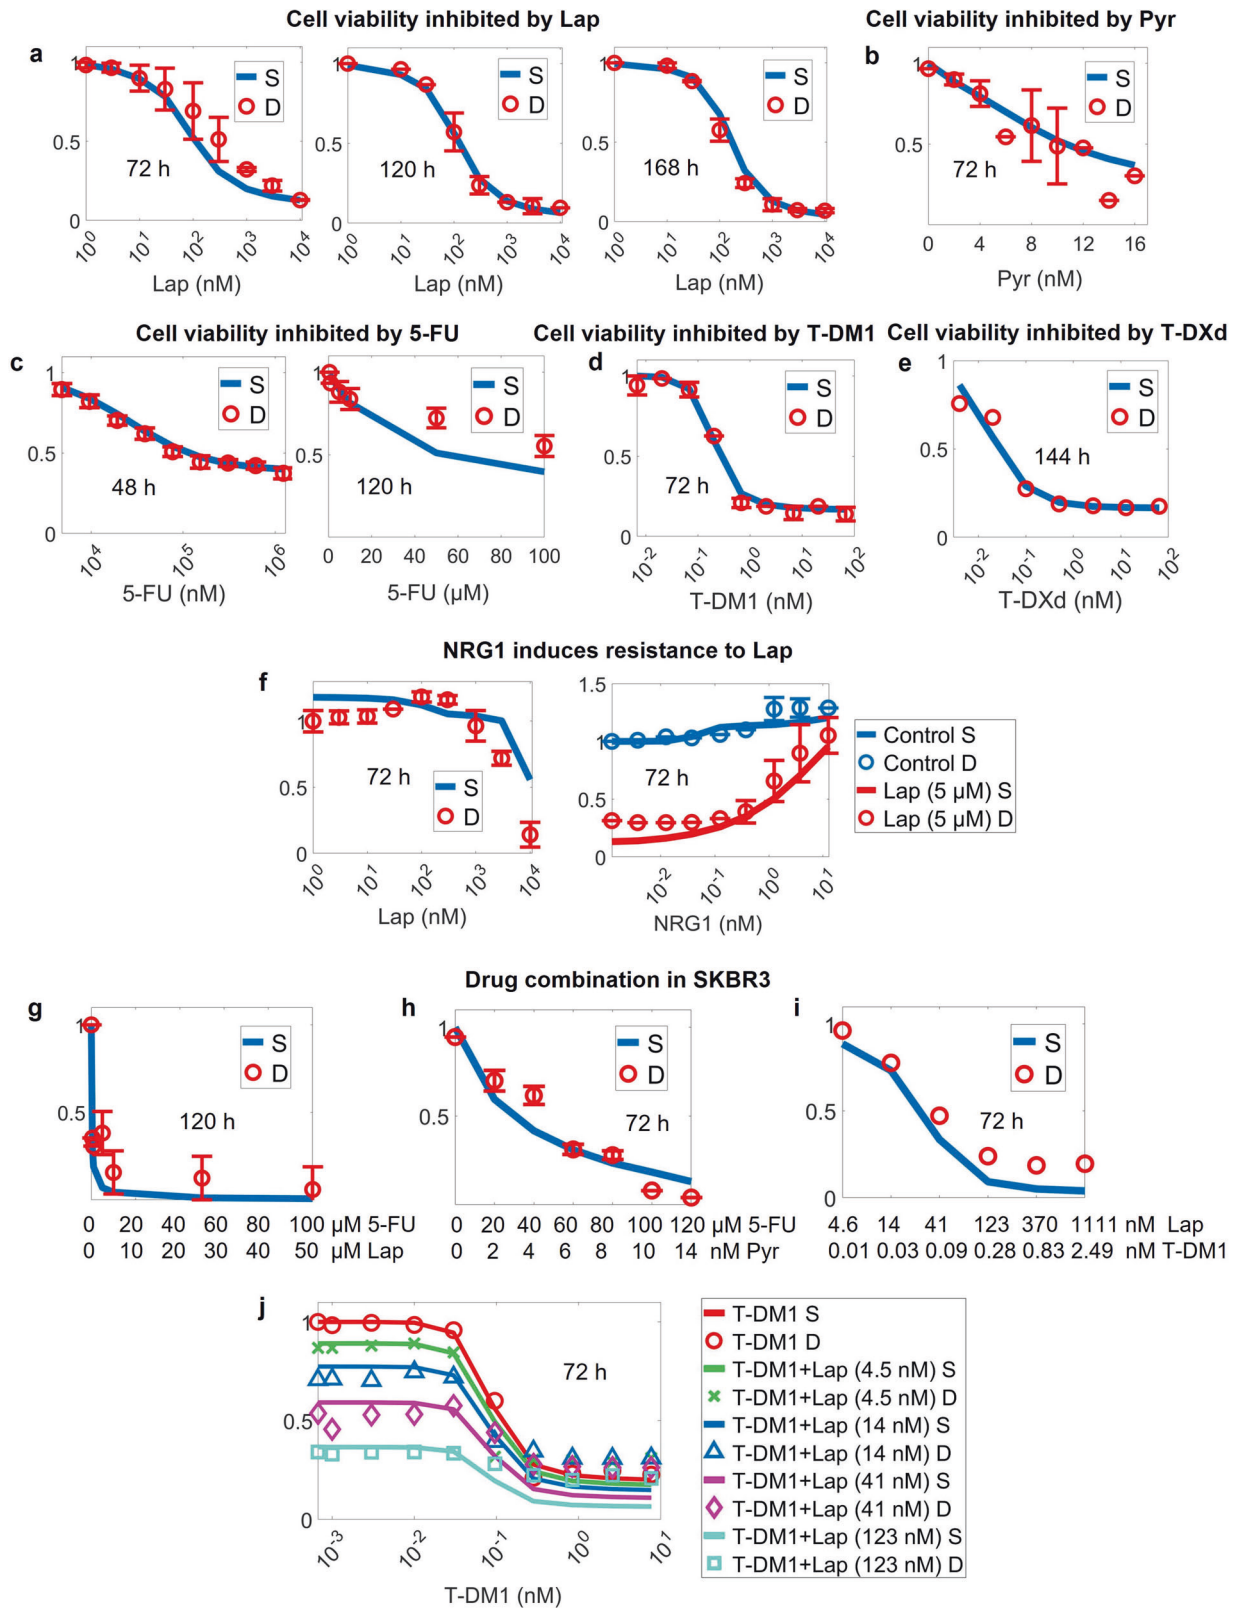 Cell viability inhibited by Lap
Cell viability inhibited by Pyr
a
1
0.5
0
S
D
72 h
10^0 10^1 10^2 10^3 10^4
Lap (nM)
1
0.5
0
S
D
120 h
10^0 10^1 10^2 10^3 10^4
Lap (nM)
1
0.5
0
S
D
168 h
10^0 10^1 10^2 10^3 10^4
Lap (nM)
b
1
0.5
0
S
D
72 h
0 4 8 12 16
Pyr (nM)
Cell viability inhibited by 5-FU
Cell viability inhibited by T-DM1
Cell viability inhibited by T-DXd
c
1
0.5
0
S
D
48 h
10^4 10^5 10^6
5-FU (nM)
1
0.5
0
S
D
120 h
0 20 40 60 80 100
5-FU (µM)
d
1
0.5
0
S
D
72 h
10^-2 10^-1 10^0 10^1 10^2
T-DM1 (nM)
e
1
0.5
0
S
D
144 h
10^-2 10^-1 10^0 10^1 10^2
T-DXd (nM)
NRG1 induces resistance to Lap
f
1
0.5
0
72 h
S
D
10^0 10^1 10^2 10^3 10^4
Lap (nM)
1.5
1
0.5
0
72 h
10^-2 10^-1 10^0 10^1
NRG1 (nM)
Control S
Control D
Lap (5 µM) S
Lap (5 µM) D
Drug combination in SKBR3
g
1
0.5
S
D
120 h
0 20 40 60 80 100 µM 5-FU
0 10 20 30 40 50 µM Lap
h
1
0.5
S
D
72 h
0 20 40 60 80 100 120 µM 5-FU
0 2 4 6 8 10 14 nM Pyr
i
1
0.5
0
S
D
72 h
4.6 14 41 123 370 1111 nM Lap
0.01 0.03 0.09 0.28 0.83 2.49 nM T-DM1
j
1
0.5
0
72 h
10^-3 10^-2 10^-1 10^0 10^1
T-DM1 (nM)
T-DM1 S
T-DM1 D
T-DM1+Lap (4.5 nM) S
T-DM1+Lap (4.5 nM) D
T-DM1+Lap (14 nM) S
T-DM1+Lap (14 nM) D
T-DM1+Lap (41 nM) S
T-DM1+Lap (41 nM) D
T-DM1+Lap (123 nM) S
T-DM1+Lap (123 nM) D